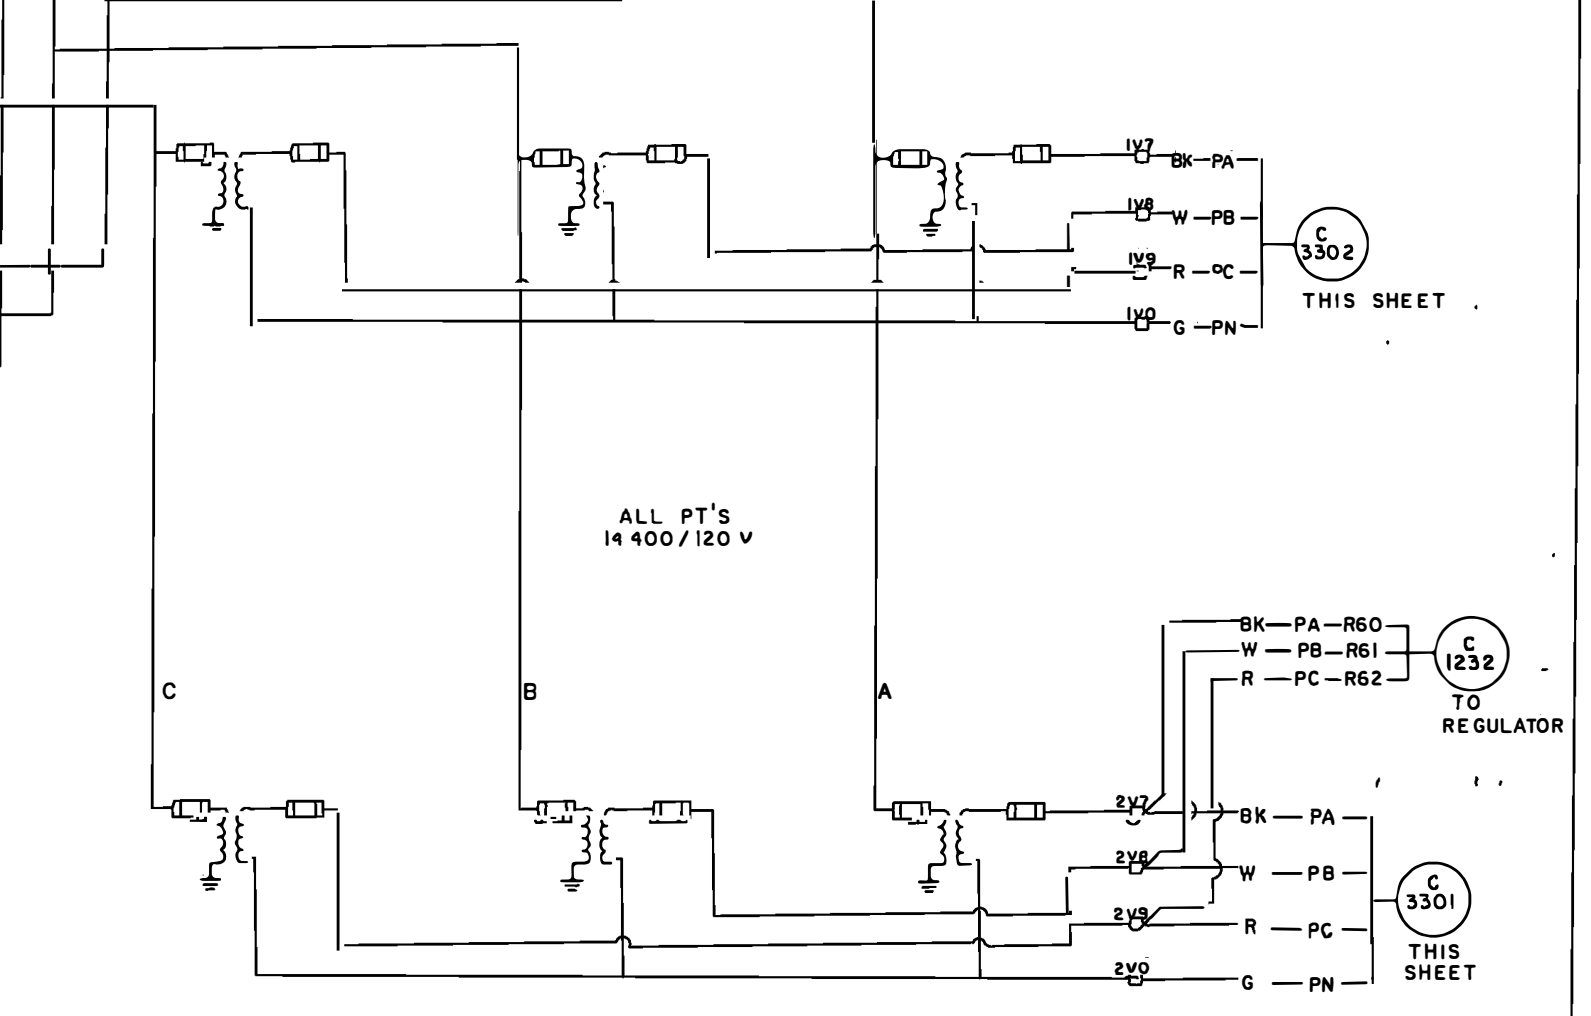 1V7
BK PA
1V8
W PB
1V9
R PC
1V0
G PN
C
3302
THIS SHEET
ALL PT'S
14 400/120 V
C
B
A
BK PA R60
W PB R61
R PC R62
C
1232
TO
REGULATOR
2V7
BK PA
2V8
W PB
2V9
R PC
2V0
G PN
C
3301
THIS
SHEET